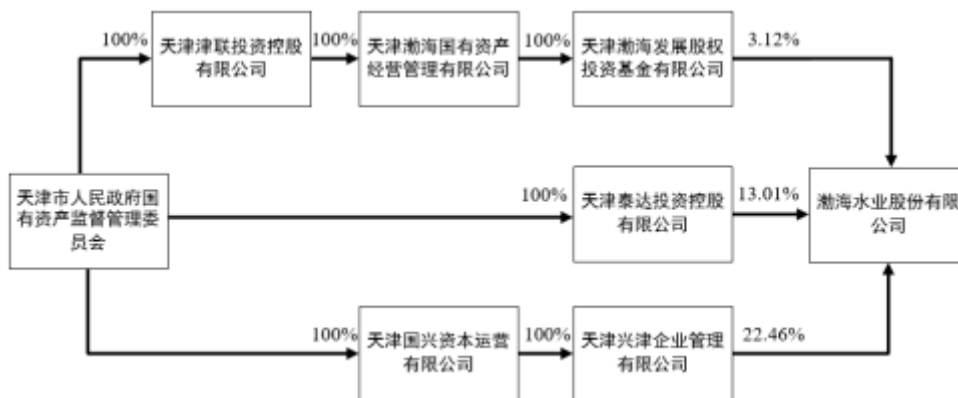 100%
天津津联投资控股
有限公司
100%
天津渤海国有资产
经营管理有限公司
100%
天津渤海发展股权
投资基金有限公司
3.12%
天津市人民政府国
有资产监督管理委
员会
100%
天津泰达投资控股
有限公司
13.01%
渤海水业股份有限
公司
100%
天津国兴资本运营
有限公司
100%
天津兴津企业管理
有限公司
22.46%